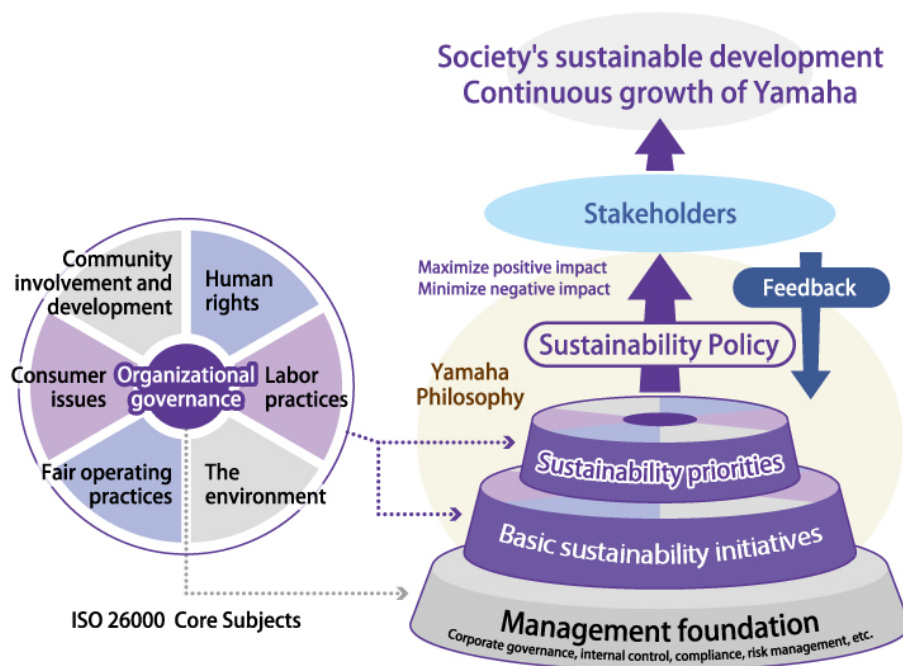 Society's sustainable development
Continuous growth of Yamaha
Stakeholders
Maximize positive impact
Minimize negative impact
Feedback
Sustainability Policy
Yamaha
Philosophy
Sustainability priorities
Basic sustainability initiatives
Management foundation
Corporate governance, internal control, compliance, risk management, etc.
Community
involvement and
development
Human
rights
Consumer
issues
Organizational
governance
Labor
practices
Fair operating
practices
The
environment
ISO 26000 Core Subjects